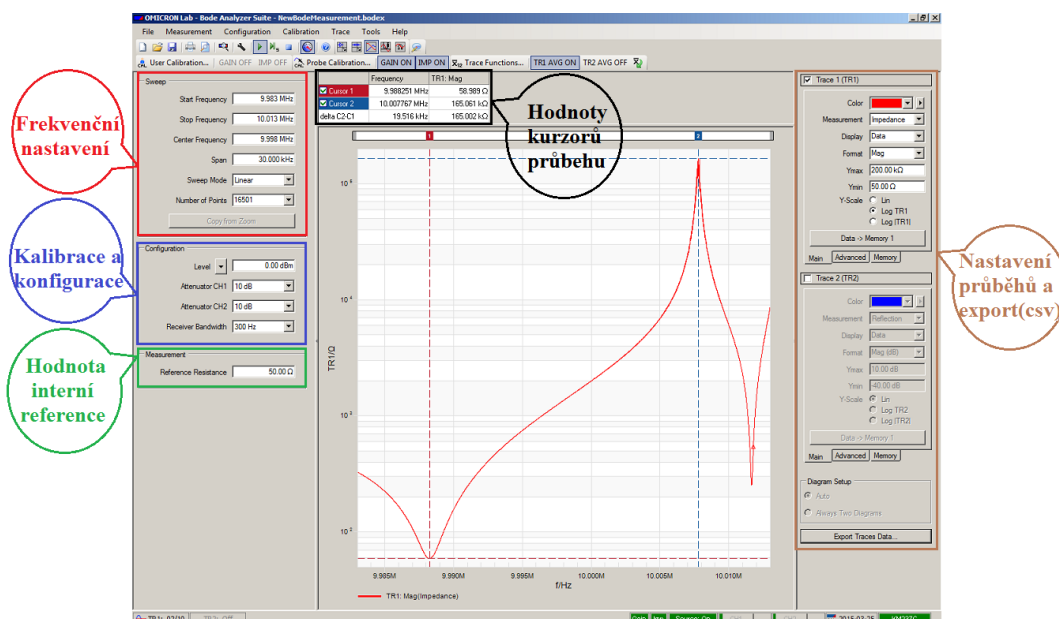 OMICRON Lab - Bode Analyzer Suite - NewBodeMeasurement.bodex
File Measurement Configuration Calibration Trace Tools Help
User Calibration... GAIN OFF IMP OFF Probe Calibration... GAIN ON IMP ON Trace Functions... TR1 AVG ON TR2 AVG OFF
Frekvenční
nastavení
Kalibrace a
konfigurace
Hodnota
interní
reference
Sweep
Start Frequency 9.983 MHz
Stop Frequency 10.013 MHz
Center Frequency 9.998 MHz
Span 30.000 kHz
Sweep Mode Linear
Number of Points 16501
Copy from Zoom
Configuration
Level 0.00 dBm
Attenuator CH1 10 dB
Attenuator CH2 10 dB
Receiver Bandwidth 300 Hz
Measurement
Reference Resistance 50.00 Ω
Frequency TR1: Mag
Cursor 1 9.988251 MHz 58.989 Ω
Cursor 2 10.007767 MHz 165.061 kΩ
delta C2-C1 19.516 kHz 165.002 kΩ
Hodnoty
kurzorů
průbehu
1 2
10⁵
10⁴
10³
10²
TR1/Ω
9.985M 9.990M 9.995M 10.000M 10.005M 10.010M
f/Hz
TR1: Mag(Impedance)
Trace 1 (TR1)
Color
Measurement Impedance
Display Data
Format Mag
Ymax 200.00 kΩ
Ymin 50.00 Ω
Y-Scale Lin
Log TR1
Log |TR1|
Data -> Memory 1
Main Advanced Memory
Trace 2 (TR2)
Color
Measurement Reflection
Display Data
Format Mag (dB)
Ymax 10.00 dB
Ymin -40.00 dB
Y-Scale Lin
Log TR2
Log |TR2|
Data -> Memory 1
Main Advanced Memory
Diagram Setup
Auto
Always Two Diagrams
Export Traces Data...
Nastavení
průběhů a
export(csv)